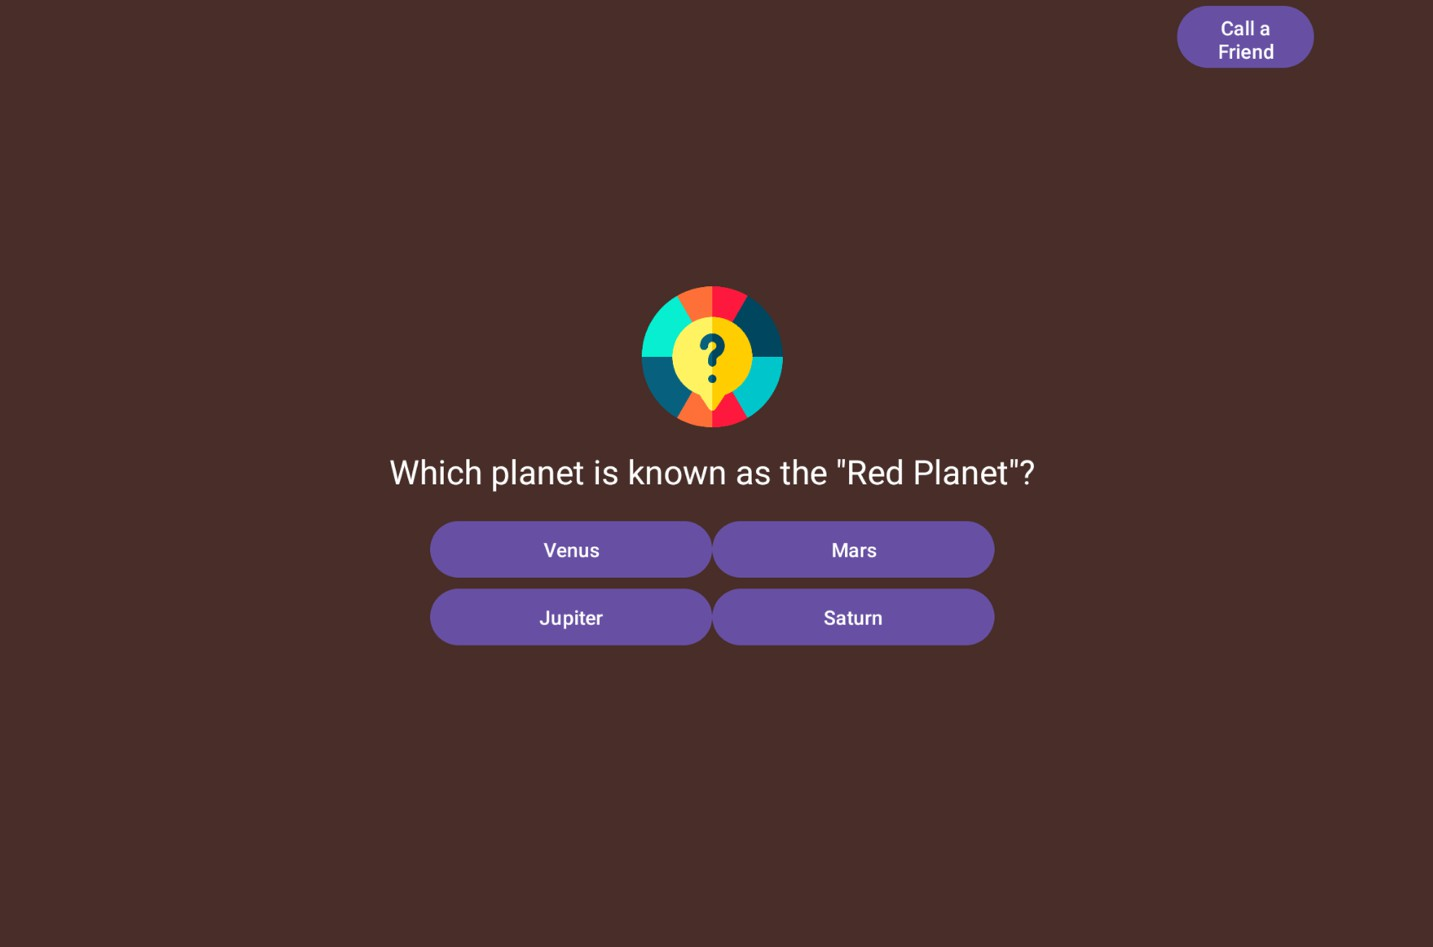 Call a
Friend
?
Which planet is known as the "Red Planet"?
Venus
Mars
Jupiter
Saturn